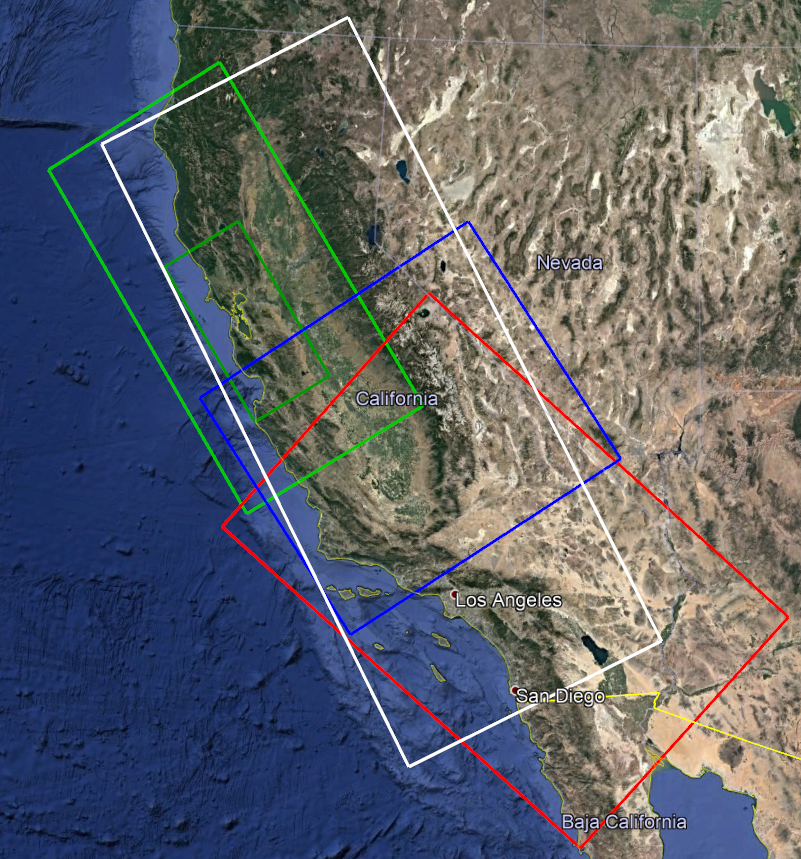 Nevada
California
Los Angeles
San Diego
Baja California